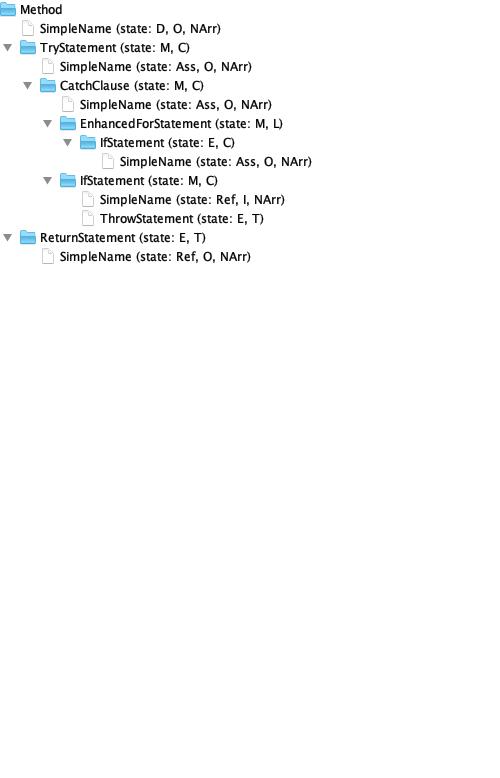 Method
SimpleName (state: D, O, NArr)
TryStatement (state: M, C)
SimpleName (state: Ass, O, NArr)
CatchClause (state: M, C)
SimpleName (state: Ass, O, NArr)
EnhancedForStatement (state: M, L)
IfStatement (state: E, C)
SimpleName (state: Ass, O, NArr)
IfStatement (state: M, C)
SimpleName (state: Ref, I, NArr)
ThrowStatement (state: E, T)
ReturnStatement (state: E, T)
SimpleName (state: Ref, O, NArr)